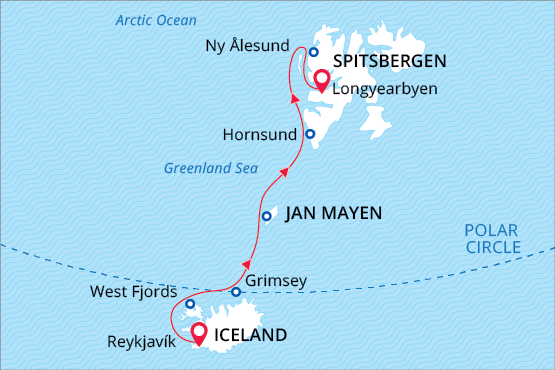 Arctic Ocean
Ny Ålesund
SPITSBERGEN
Longyearbyen
Hornsund
Greenland Sea
JAN MAYEN
POLAR
CIRCLE
Grimsey
West Fjords
ICELAND
Reykjavík